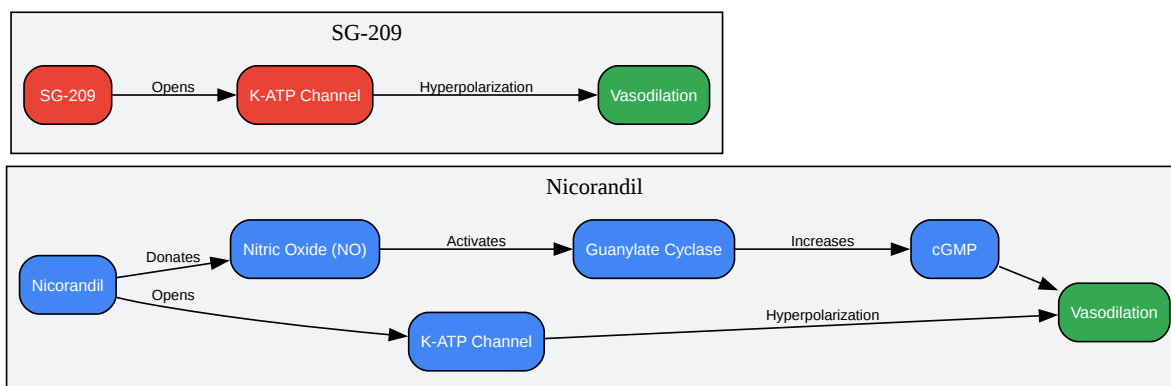 SG-209
SG-209
Opens
K-ATP Channel
Hyperpolarization
Vasodilation
Nicorandil
Nicorandil
Donates
Nitric Oxide (NO)
Activates
Guanylate Cyclase
Increases
cGMP
Opens
K-ATP Channel
Hyperpolarization
Vasodilation